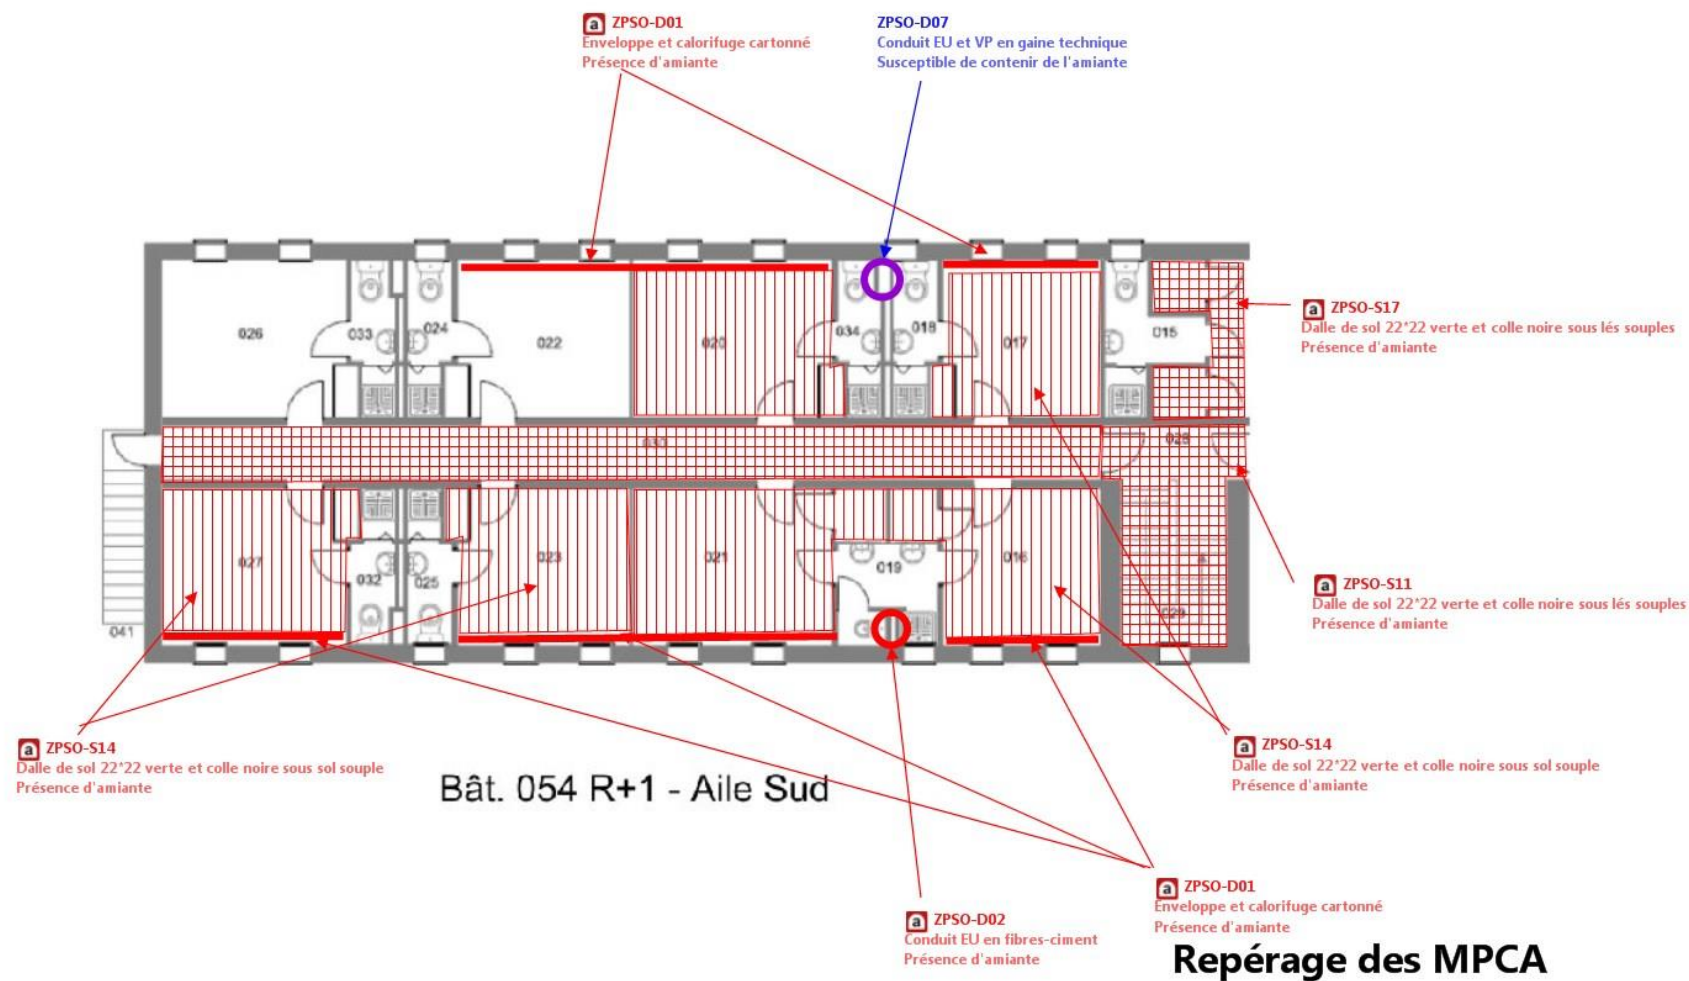 a ZPSO-D01
Enveloppe et calorifuge cartonné
Présence d'amiante
ZPSO-D07
Conduit EU et VP en gaine technique
Susceptible de contenir de l'amiante
a ZPSO-S17
Dalle de sol 22*22 verte et colle noire sous lés souples
Présence d'amiante
026
033
024
022
020
034
018
017
015
030
028
027
032
025
023
021
019
016
029
041
a ZPSO-S11
Dalle de sol 22*22 verte et colle noire sous lés souples
Présence d'amiante
a ZPSO-S14
Dalle de sol 22*22 verte et colle noire sous sol souple
Présence d'amiante
a ZPSO-S14
Dalle de sol 22*22 verte et colle noire sous sol souple
Présence d'amiante
Bât. 054 R+1 - Aile Sud
a ZPSO-D01
Enveloppe et calorifuge cartonné
Présence d'amiante
a ZPSO-D02
Conduit EU en fibres-ciment
Présence d'amiante
Repérage des MPCA